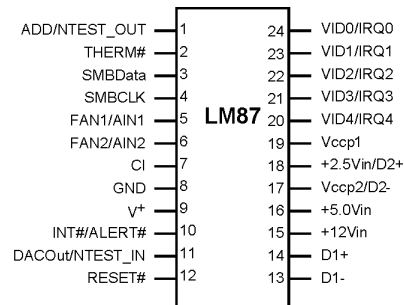 ADD/NTEST_OUT 1 24 VID0/IRQ0
THERM# 2 23 VID1/IRQ1
SMBData 3 22 VID2/IRQ2
SMBCLK 4 21 VID3/IRQ3
FAN1/AIN1 5 LM87 20 VID4/IRQ4
FAN2/AIN2 6 19 Vccp1
CI 7 18 +2.5Vin/D2+
GND 8 17 Vccp2/D2-
V+ 9 16 +5.0Vin
INT#/ALERT# 10 15 +12Vin
DACOut/NTEST_IN 11 14 D1+
RESET# 12 13 D1-